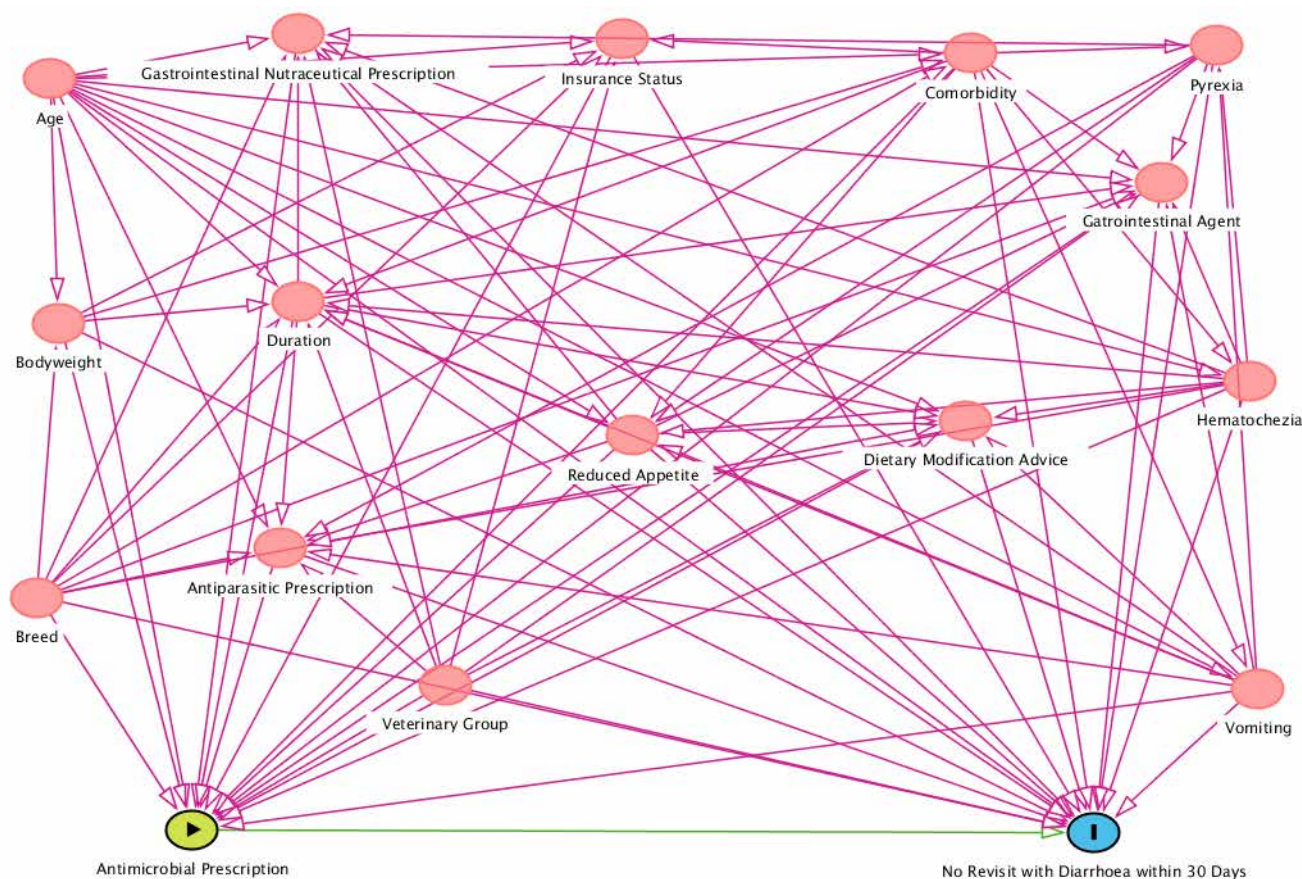 Gastrointestinal Nutraceutical Prescription
Insurance Status
Comorbidity
Pyrexia
Age
Gatrointestinal Agent
Bodyweight
Duration
Hematochezia
Reduced Appetite
Dietary Modification Advice
Antiparasitic Prescription
Breed
Veterinary Group
Vomiting
Antimicrobial Prescription
No Revisit with Diarrhoea within 30 Days